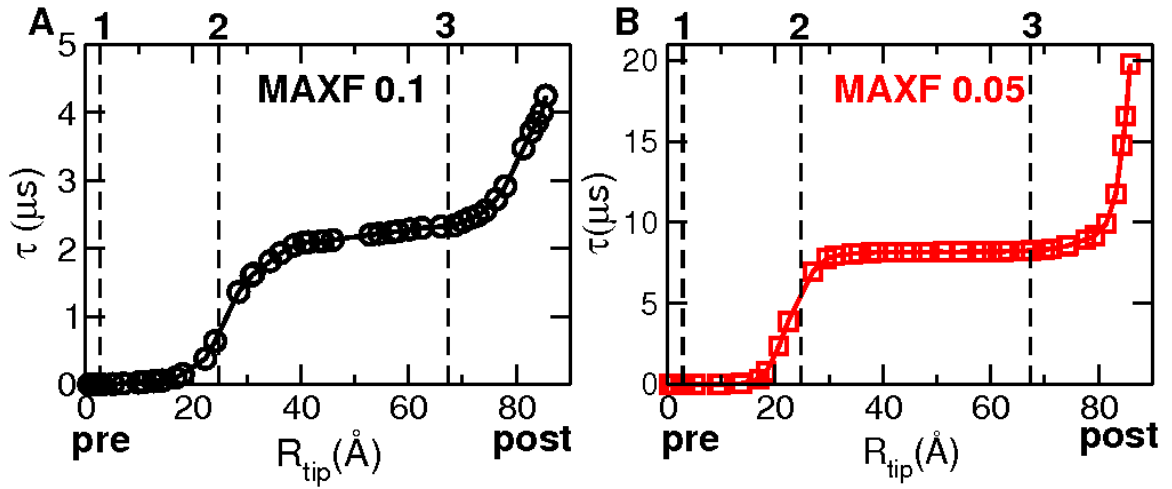 A 1 2 3
MAXF 0.1
5
4
3
2
1
0
τ (μs)
0 20 40 60 80
pre post
R_tip(Å)
B 1 2 3
MAXF 0.05
20
15
10
5
0
τ(μs)
0 20 40 60 80
pre post
R_tip(Å)